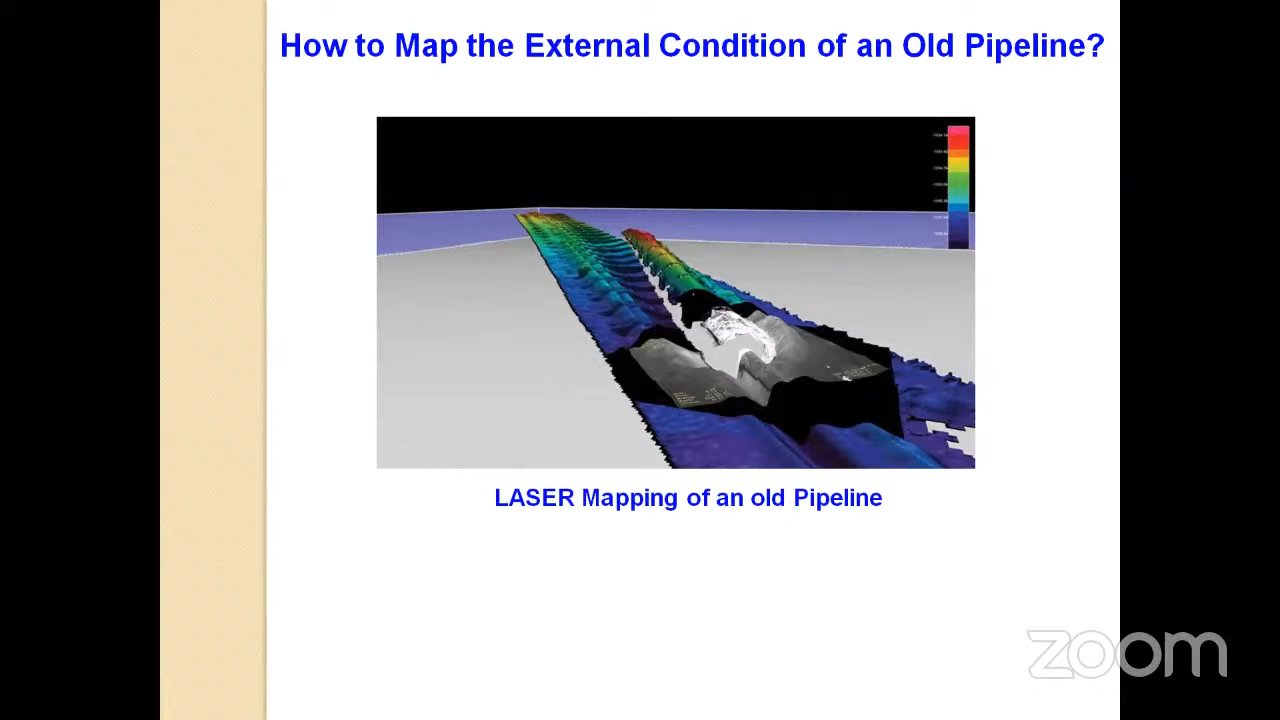 How to Map the External Condition of an Old Pipeline?
LASER Mapping of an old Pipeline
zoom